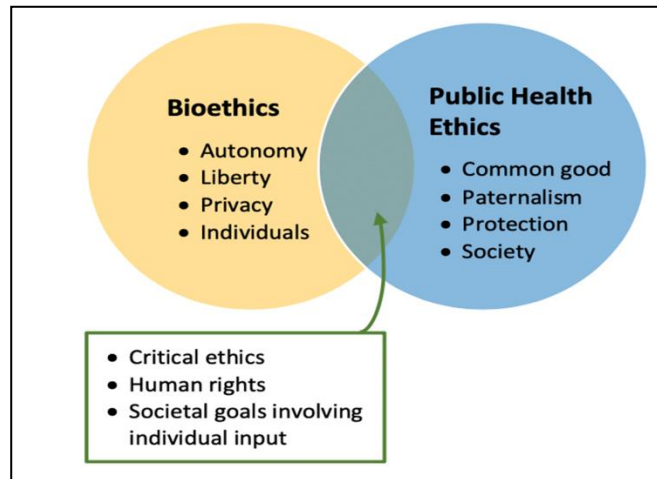 Bioethics
• Autonomy
• Liberty
• Privacy
• Individuals
Public Health
Ethics
• Common good
• Paternalism
• Protection
• Society
• Critical ethics
• Human rights
• Societal goals involving
individual input